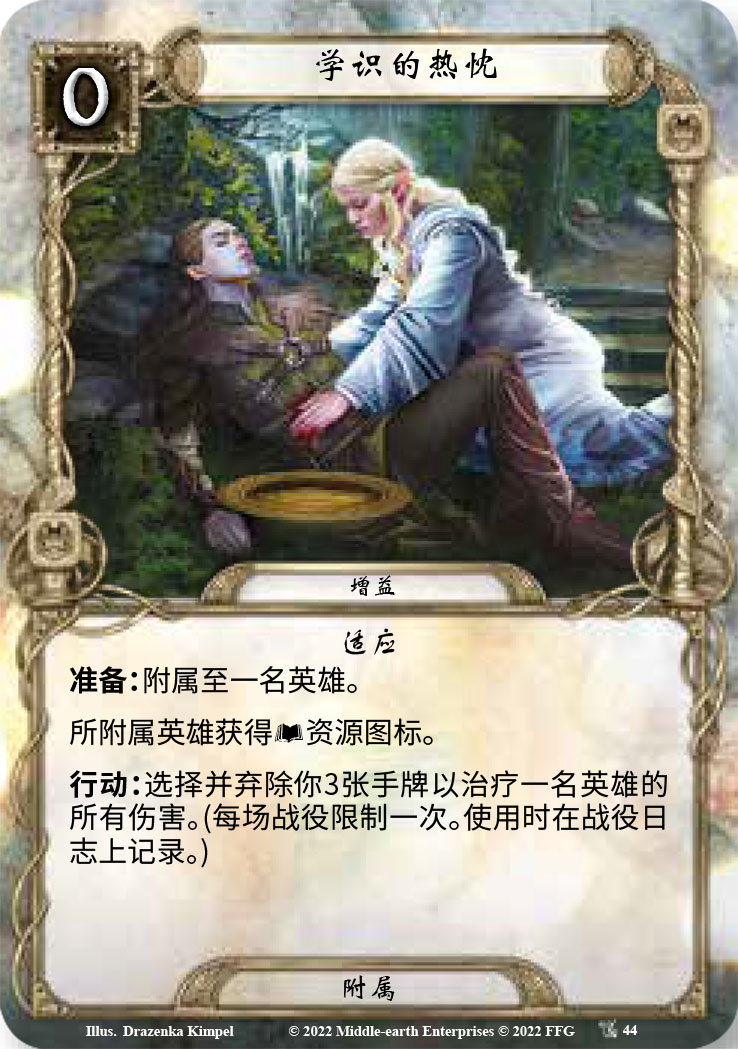 学识的热忱
0
增益
适应
准备:附属至一名英雄。
所附属英雄获得资源图标。
行动:选择并弃除你3张手牌以治疗一名英雄的
所有伤害。(每场战役限制一次。使用时在战役日
志上记录。)
附属
Illus. Drazenka Kimpel © 2022 Middle-earth Enterprises © 2022 FFG 44